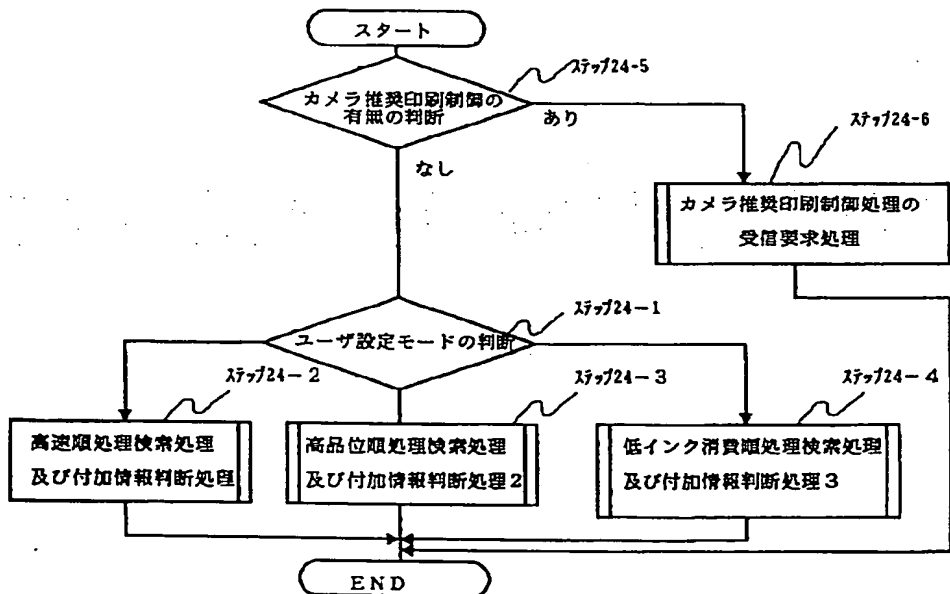 スタート
ステップ24-5
カメラ推奨印刷制御の
有無の判断
あり
ステップ24-6
なし
カメラ推奨印刷制御処理の
受信要求処理
ステップ24-1
ユーザ設定モードの判断
ステップ24-2
ステップ24-3
ステップ24-4
高速順処理検索処理
及び付加情報判断処理
高品位順処理検索処理
及び付加情報判断処理2
低インク消費順処理検索処理
及び付加情報判断処理3
END